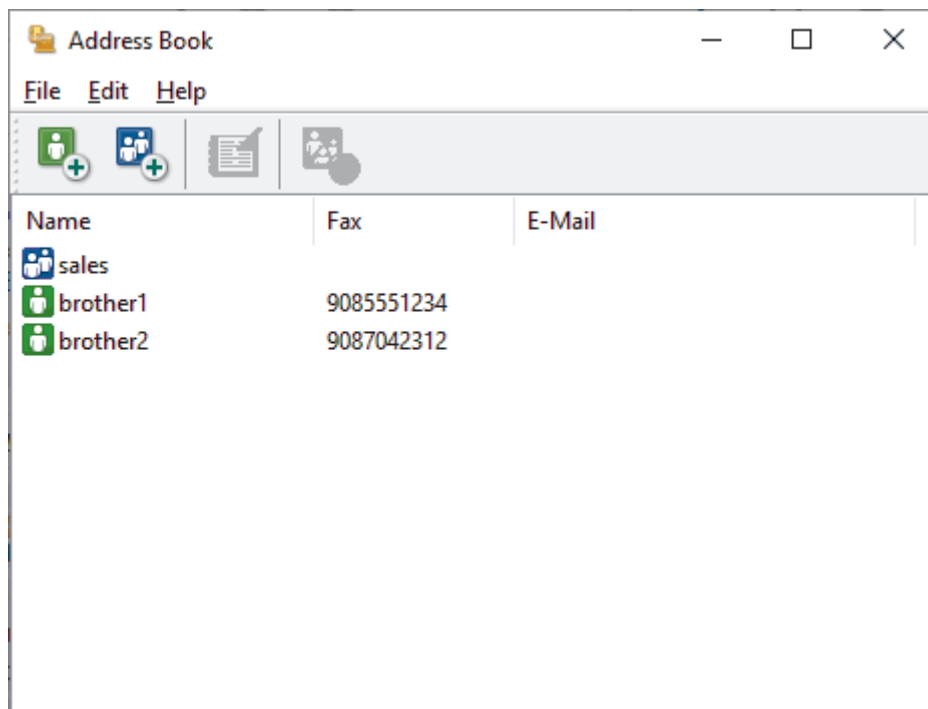 Address Book
File Edit Help
Name Fax E-Mail
sales
brother1 9085551234
brother2 9087042312